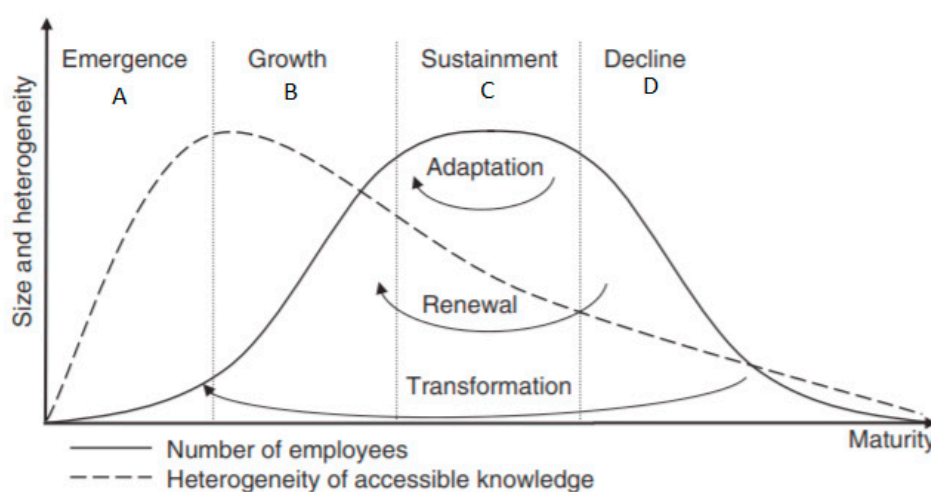 Emergence Growth Sustainment Decline
A B C D
Adaptation
Renewal
Transformation
Size and heterogeneity
Maturity
Number of employees
Heterogeneity of accessible knowledge